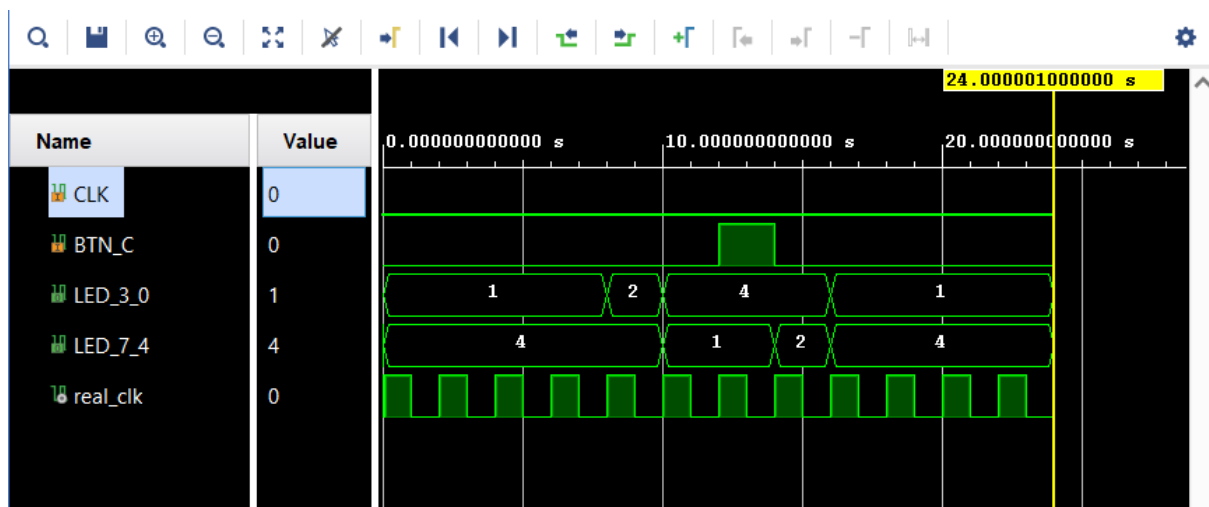 24.000001000000 s
Name Value 0.000000000000 s 10.000000000000 s 20.000000000000 s
CLK 0
BTN_C 0
LED_3_0 1 1 2 4 1
LED_7_4 4 4 1 2 4
real_clk 0